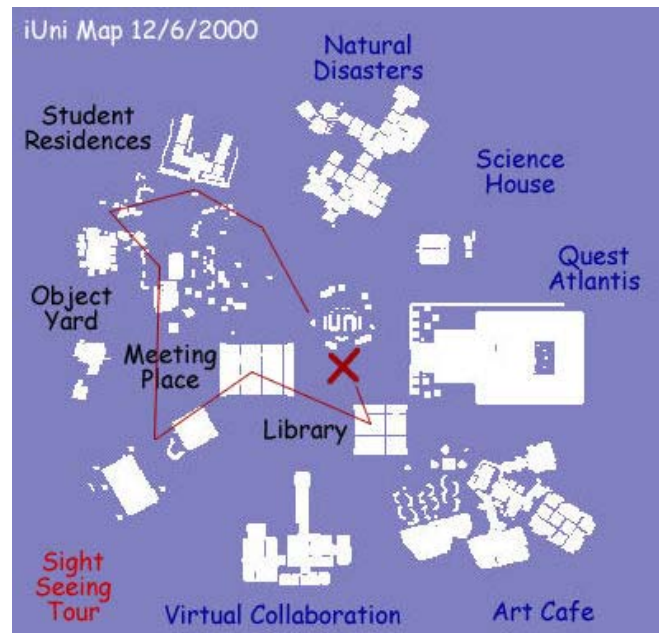 iUni Map 12/6/2000
Natural
Disasters
Student
Residences
Science
House
Quest
Atlantis
Object
Yard
iUni
Meeting
Place
Library
Sight
Seeing
Tour
Virtual Collaboration
Art Cafe